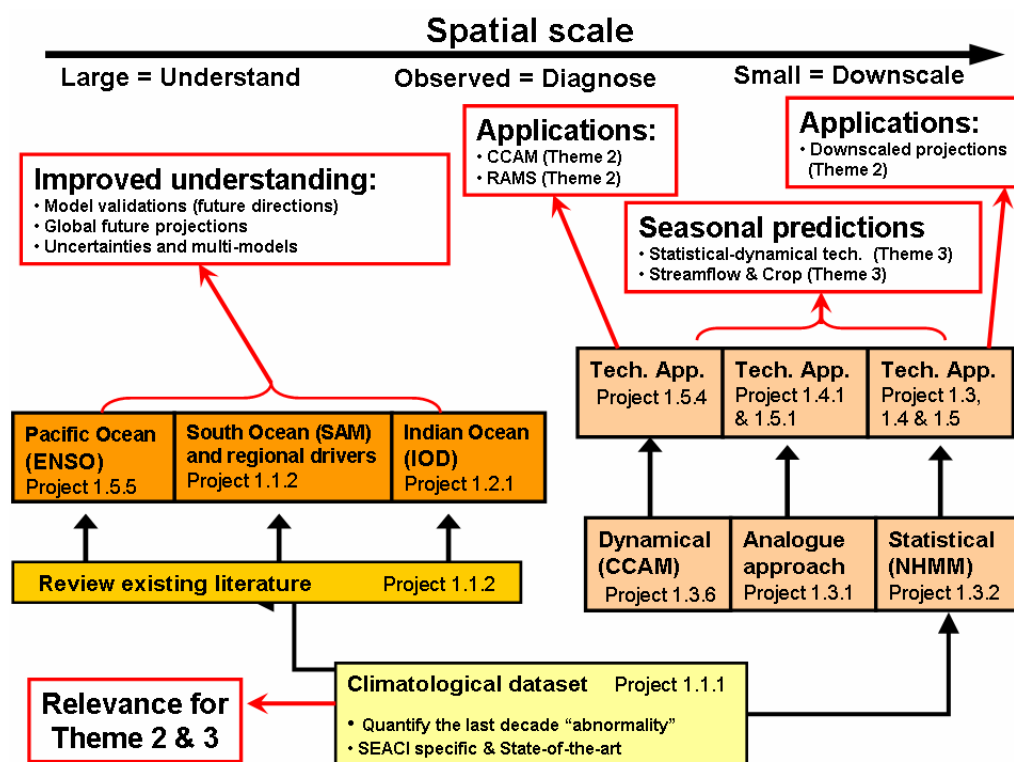 Spatial scale
Large = Understand
Observed = Diagnose
Small = Downscale
Applications:
• CCAM (Theme 2)
• RAMS (Theme 2)
Applications:
• Downscaled projections
(Theme 2)
Improved understanding:
• Model validations (future directions)
• Global future projections
• Uncertainties and multi-models
Seasonal predictions
• Statistical-dynamical tech. (Theme 3)
• Streamflow & Crop (Theme 3)
Tech. App.
Project 1.5.4
Tech. App.
Project 1.4.1
& 1.5.1
Tech. App.
Project 1.3,
1.4 & 1.5
Pacific Ocean
(ENSO)
Project 1.5.5
South Ocean (SAM)
and regional drivers
Project 1.1.2
Indian Ocean
(IOD)
Project 1.2.1
Dynamical
(CCAM)
Project 1.3.6
Analogue
approach
Project 1.3.1
Statistical
(NHMM)
Project 1.3.2
Review existing literature Project 1.1.2
Climatological dataset Project 1.1.1
• Quantify the last decade “abnormality”
• SEACI specific & State-of-the-art
Relevance for
Theme 2 & 3